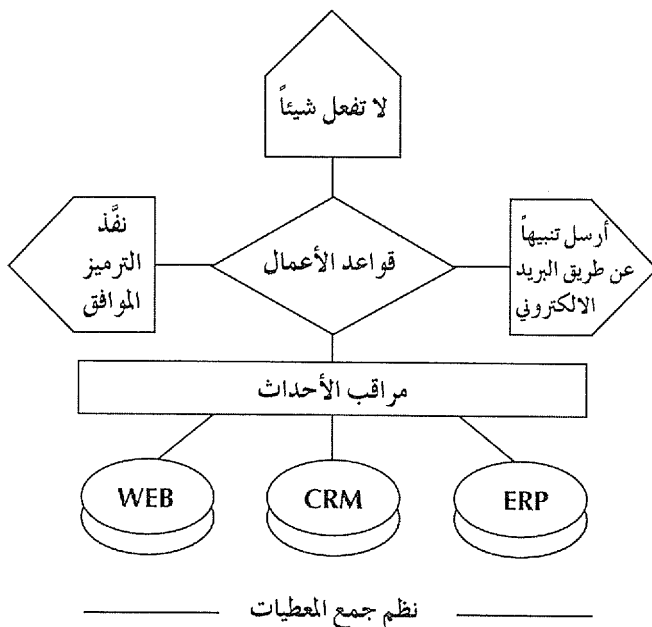 لا تفعل شيئاً
نفَّذ
الترميز
الموافق
قواعد الأعمال
أرسل تنبيهاً
عن طريق البريد
الالكتروني
مراقب الأحداث
WEB
CRM
ERP
نظم جمع المعطيات